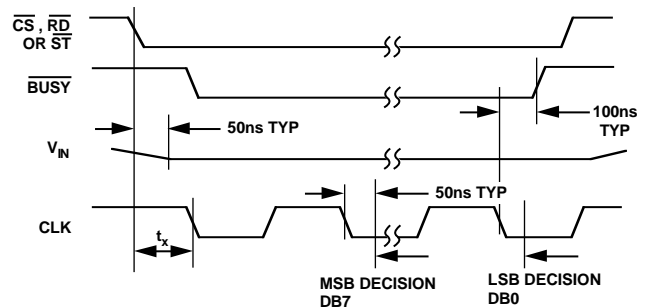 CS , RD
OR ST
BUSY
100ns
TYP
50ns TYP
VIN
50ns TYP
CLK
tx
MSB DECISION
DB7
LSB DECISION
DB0